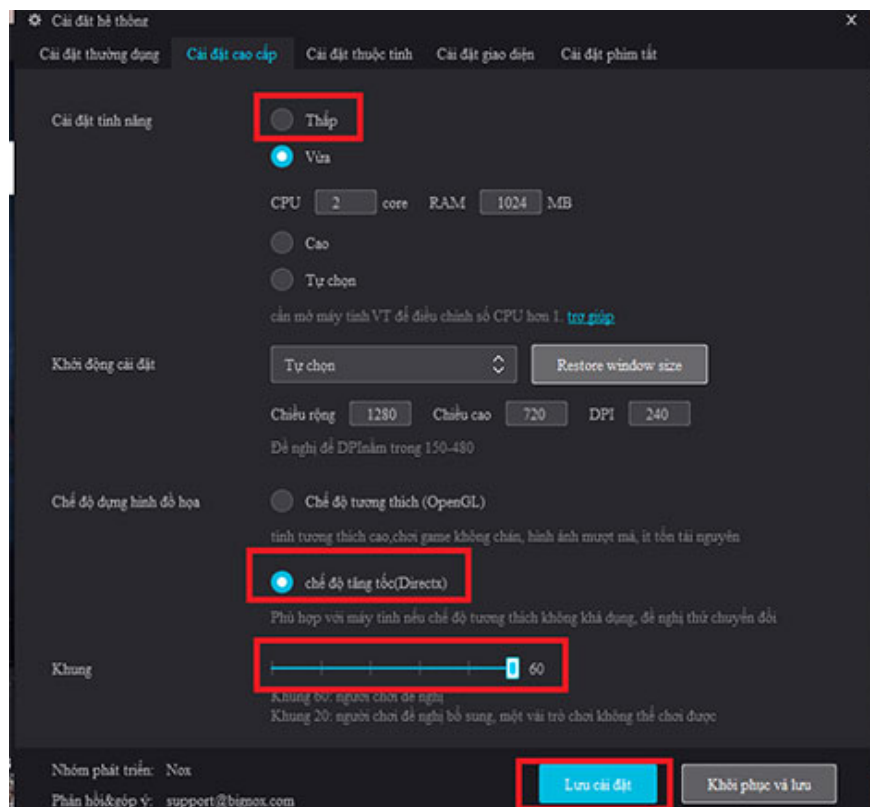 Cài đặt hệ thống
Cài đặt thường dụng Cài đặt cao cấp Cài đặt thuộc tính Cài đặt giao diện Cài đặt phím tắt
Cài đặt tính năng
Thấp
Vừa
CPU 2 core RAM 1024 MB
Cao
Tự chọn
cần mở máy tính VT để điều chỉnh số CPU hơn 1. trợ giúp
Khởi động cài đặt
Tự chọn
Restore window size
Chiều rộng 1280 Chiều cao 720 DPI 240
Đề nghị để DPInằm trong 150-480
Chế độ dựng hình đồ họa
Chế độ tương thích (OpenGL)
tính tương thích cao,chơi game không chán, hình ảnh mượt mà, ít tốn tài nguyên
chế độ tăng tốc(Directx)
Phù hợp với máy tính nếu chế độ tương thích không khả dụng, đề nghị thử chuyển đổi
Khung
60
Khung 60: người chơi đề nghị
Khung 20: người chơi đề nghị bổ sung, một vài trò chơi không thể chơi được
Nhóm phát triển: Nox
Phản hồi&góp ý: support@bignox.com
Lưu cài đặt
Khôi phục và lưu